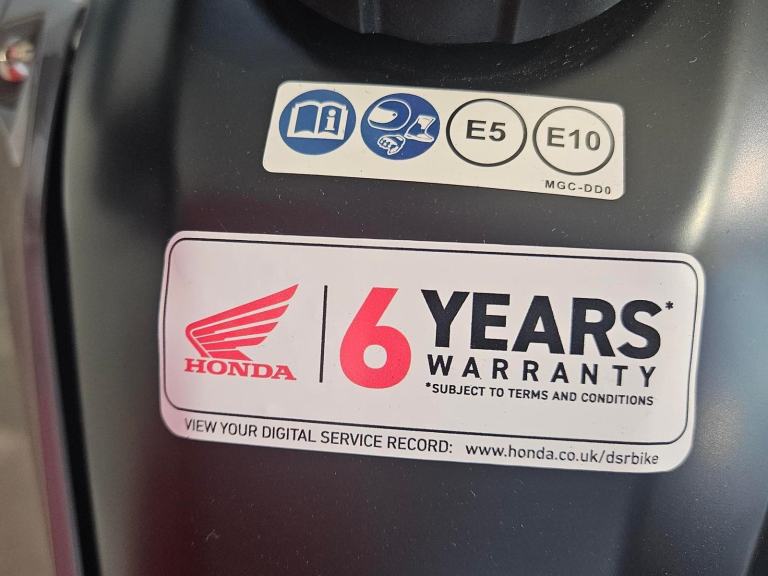 i
E5
E10
MGC-DD0
6 YEARS*
HONDA
WARRANTY
*SUBJECT TO TERMS AND CONDITIONS
VIEW YOUR DIGITAL SERVICE RECORD: www.honda.co.uk/dsrbike